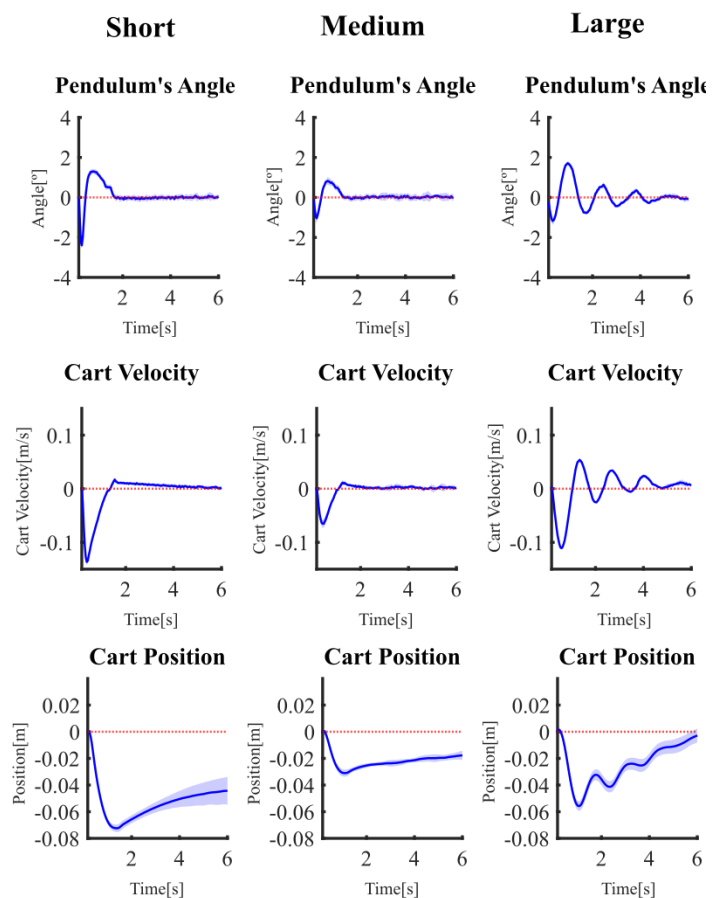 Short Medium Large
Pendulum's Angle Pendulum's Angle Pendulum's Angle
4 4 4
2 2 2
0 0 0
-2 -2 -2
-4 -4 -4
Angle[º] Angle[º] Angle[º]
2 4 6 2 4 6 2 4 6
Time[s] Time[s] Time[s]
Cart Velocity Cart Velocity Cart Velocity
0.1 0.1 0.1
0 0 0
-0.1 -0.1 -0.1
Cart Velocity[m/s] Cart Velocity[m/s] Cart Velocity[m/s]
2 4 6 2 4 6 2 4 6
Time[s] Time[s] Time[s]
Cart Position Cart Position Cart Position
0.02 0.02 0.02
0 0 0
-0.02 -0.02 -0.02
-0.04 -0.04 -0.04
-0.06 -0.06 -0.06
-0.08 -0.08 -0.08
Position[m] Position[m] Position[m]
2 4 6 2 4 6 2 4 6
Time[s] Time[s] Time[s]